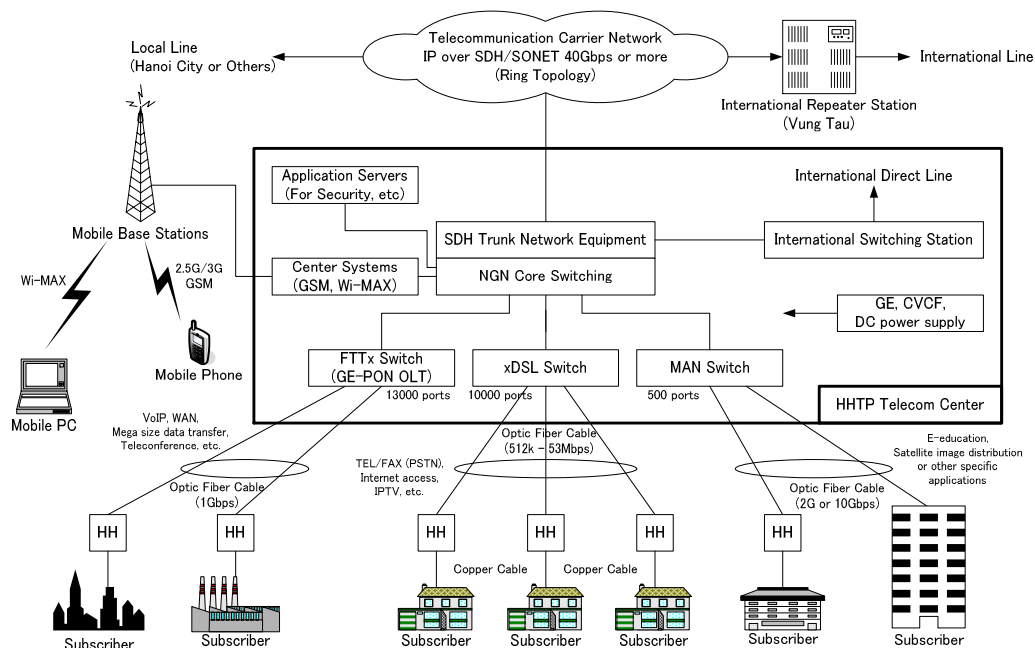 Telecommunication Carrier Network
IP over SDH/SONET 40Gbps or more
(Ring Topology)
Local Line
(Hanoi City or Others)
International Line
International Repeater Station
(Vung Tau)
Mobile Base Stations
Wi-MAX
2.5G/3G
GSM
Mobile Phone
Mobile PC
Application Servers
(For Security, etc)
International Direct Line
SDH Trunk Network Equipment
International Switching Station
Center Systems
(GSM, Wi-MAX)
NGN Core Switching
GE, CVCF,
DC power supply
FTTx Switch
(GE-PON OLT)
xDSL Switch
MAN Switch
13000 ports
10000 ports
500 ports
HHTP Telecom Center
VoIP, WAN,
Mega size data transfer,
Teleconference, etc.
Optic Fiber Cable
(512k - 53Mbps)
TEL/FAX (PSTN),
Internet access,
IPTV, etc.
E-education,
Satellite image distribution
or other specific
applications
Optic Fiber Cable
(1Gbps)
Optic Fiber Cable
(2G or 10Gbps)
HH
HH
HH
HH
HH
HH
Copper Cable
Copper Cable
Subscriber
Subscriber
Subscriber
Subscriber
Subscriber
Subscriber
Subscriber